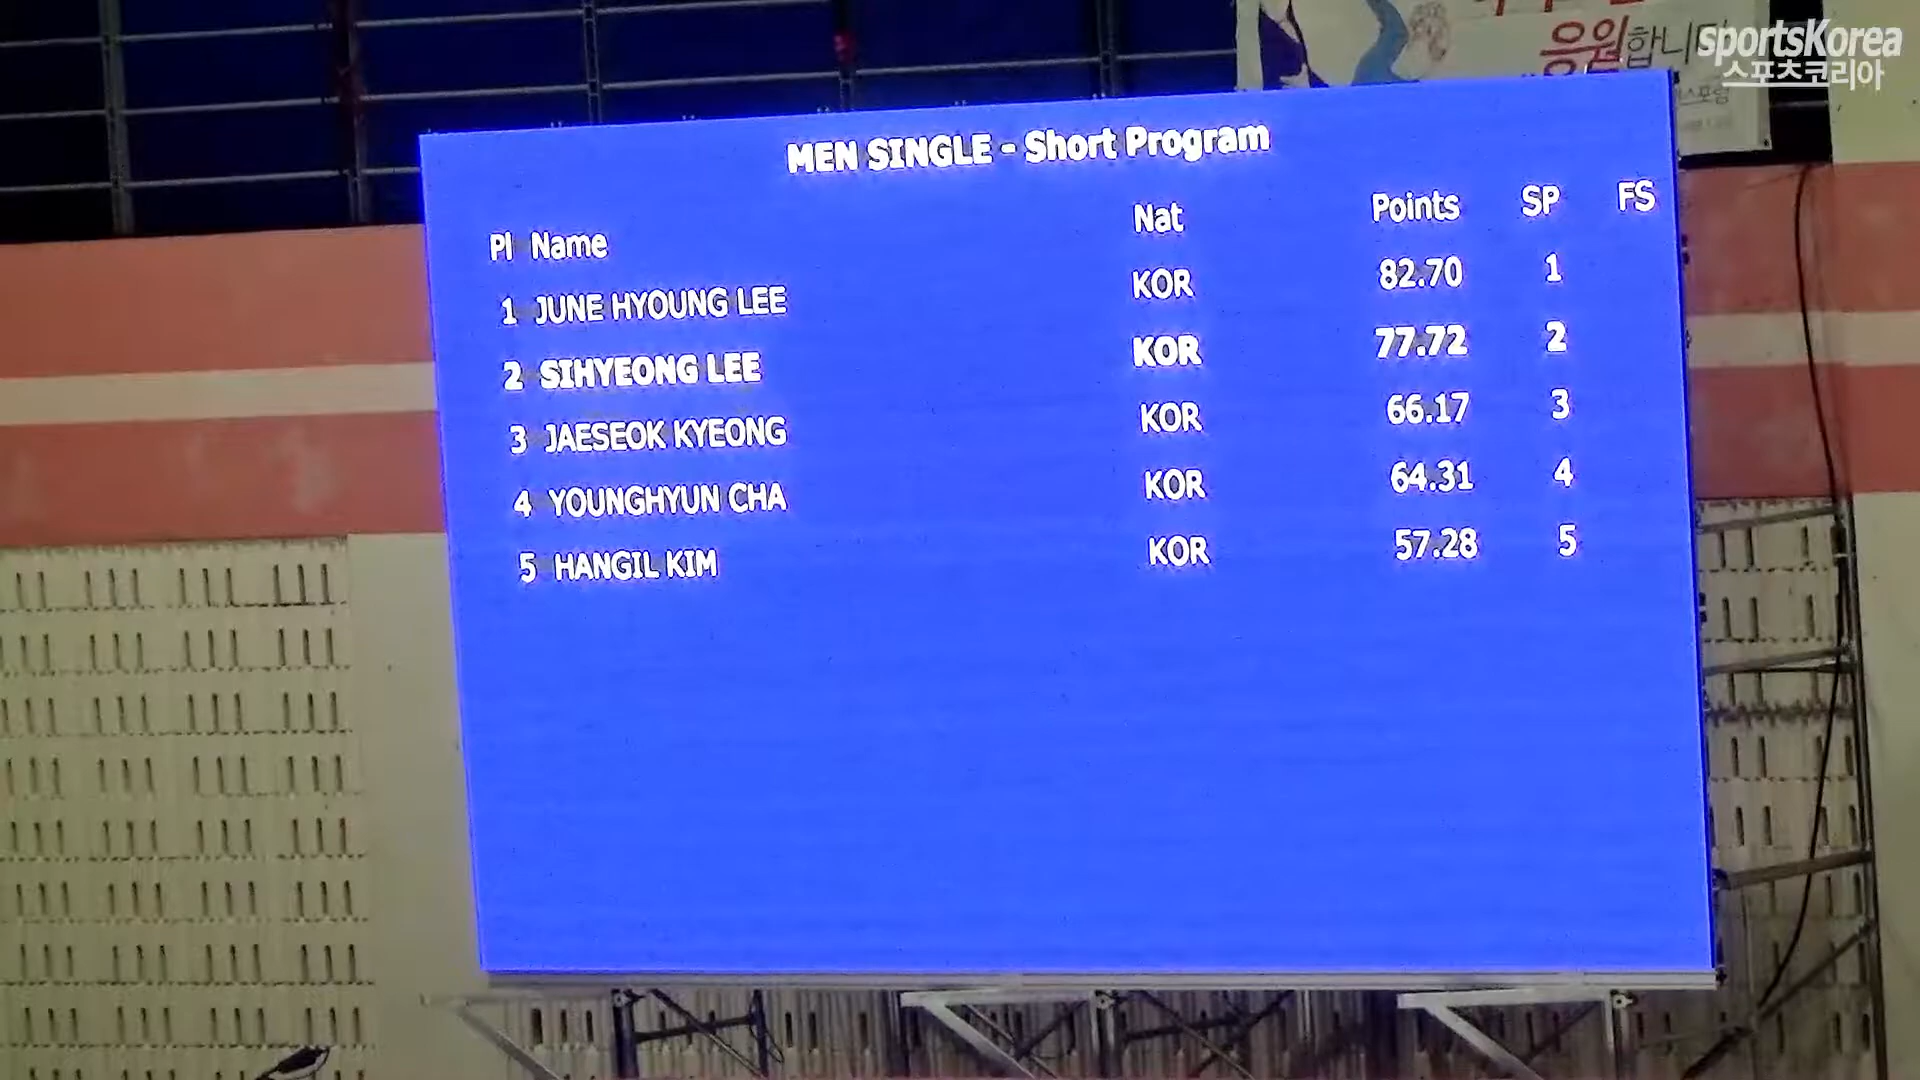 sportsKorea
스포츠코리아
응원합니다
MEN SINGLE - Short Program
Pl Name Nat Points SP FS
1 JUNE HYOUNG LEE KOR 82.70 1
2 SIHYEONG LEE KOR 77.72 2
3 JAESEOK KYEONG KOR 66.17 3
4 YOUNGHYUN CHA KOR 64.31 4
5 HANGIL KIM KOR 57.28 5